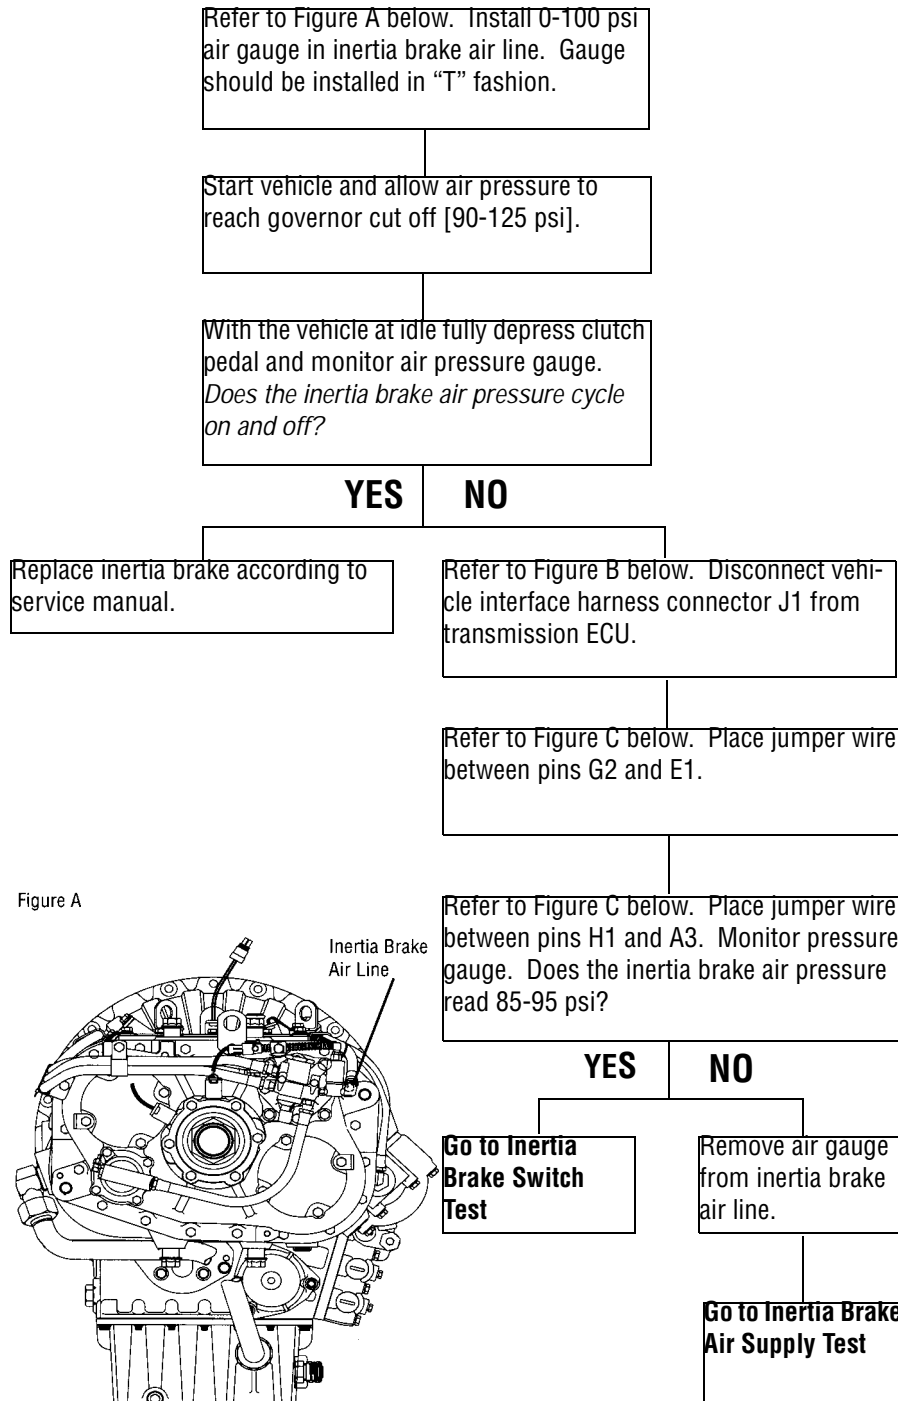 Refer to Figure A below. Install 0-100 psi
air gauge in inertia brake air line. Gauge
should be installed in “T” fashion.
Start vehicle and allow air pressure to
reach governor cut off [90-125 psi].
With the vehicle at idle fully depress clutch
pedal and monitor air pressure gauge.
Does the inertia brake air pressure cycle
on and off?
YES NO
Replace inertia brake according to
service manual.
Refer to Figure B below. Disconnect vehi-
cle interface harness connector J1 from
transmission ECU.
Refer to Figure C below. Place jumper wire
between pins G2 and E1.
Refer to Figure C below. Place jumper wire
between pins H1 and A3. Monitor pressure
gauge. Does the inertia brake air pressure
read 85-95 psi?
YES NO
Go to Inertia
Brake Switch
Test
Remove air gauge
from inertia brake
air line.
Go to Inertia Brake
Air Supply Test
Figure A
Inertia Brake
Air Line